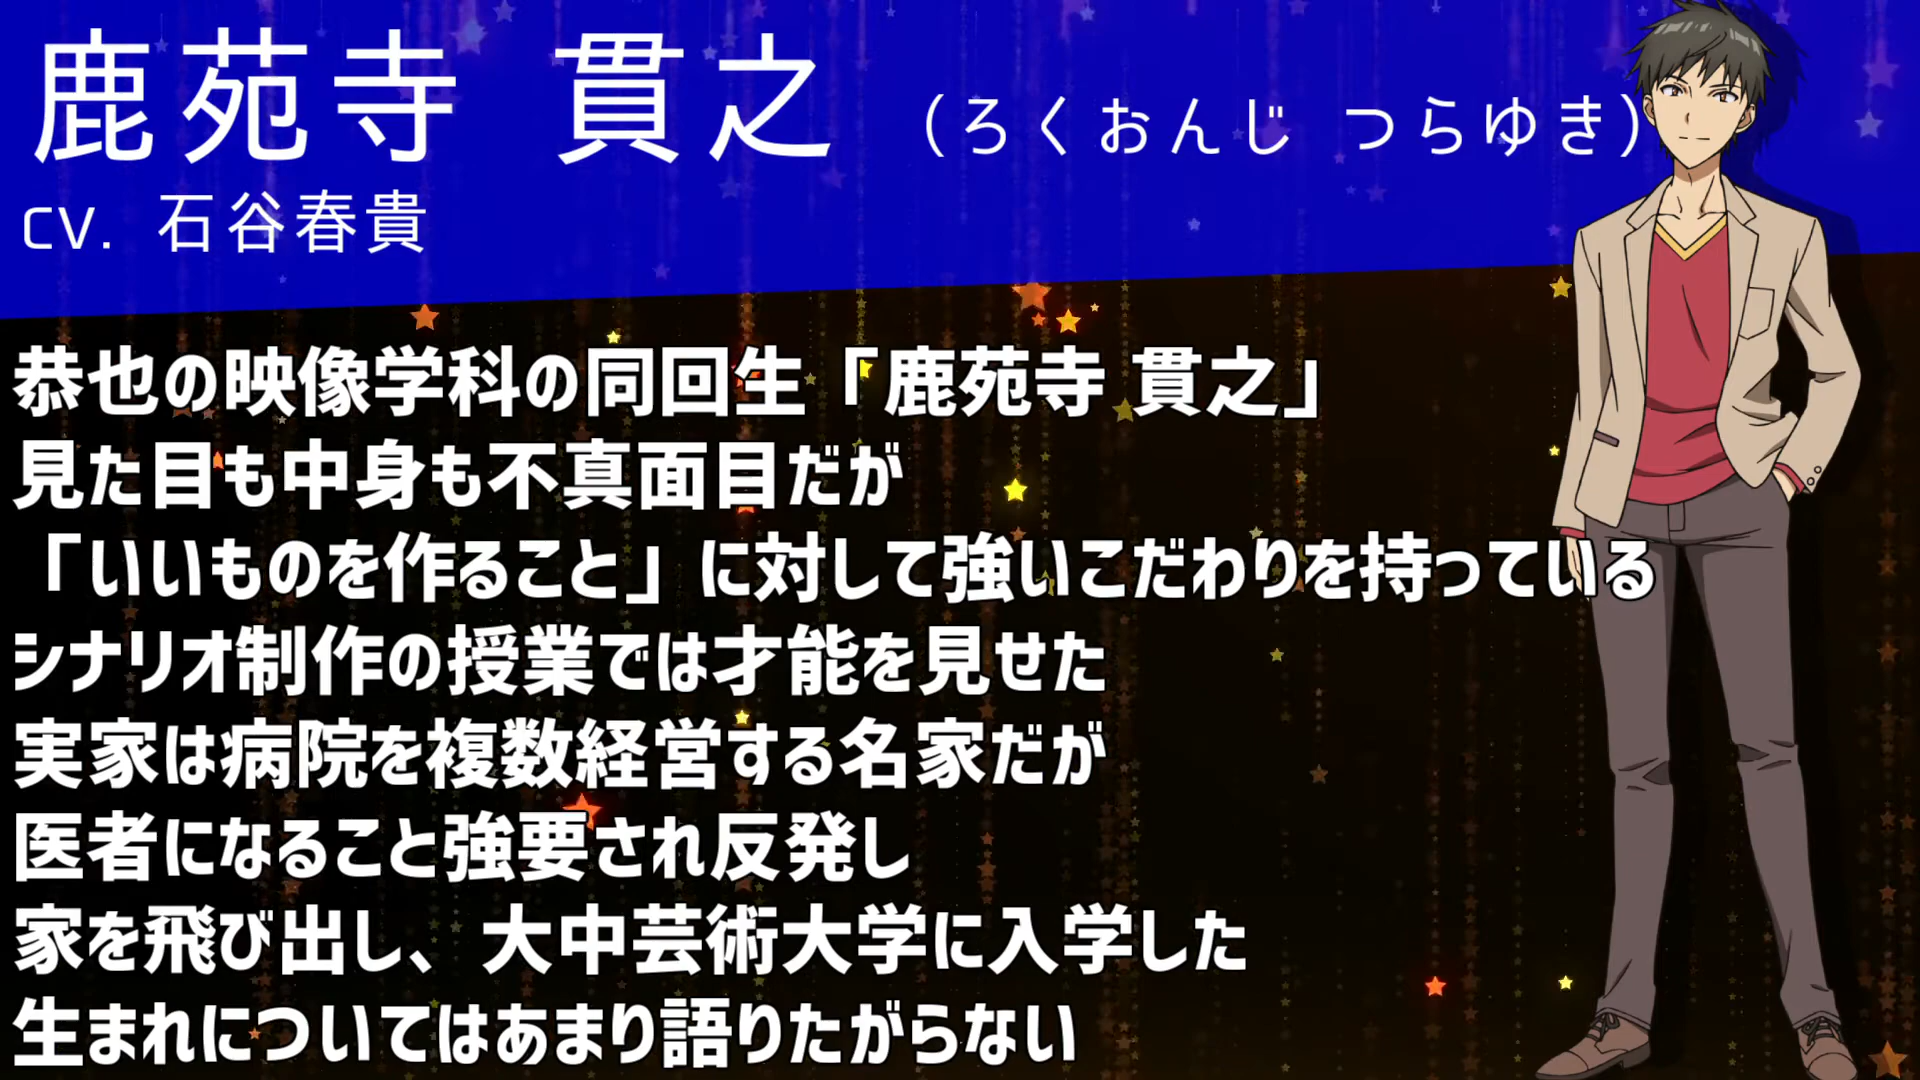 鹿苑寺 貫之 (ろくおんじ つらゆき)
CV. 石谷春貴
恭也の映像学科の同回生「鹿苑寺 貫之」
見た目も中身も不真面目だが
「いいものを作ること」に対して強いこだわりを持っている
シナリオ制作の授業では才能を見せた
実家は病院を複数経営する名家だが
医者になること強要され反発し
家を飛び出し、大中芸術大学に入学した
生まれについてはあまり語りたがらない